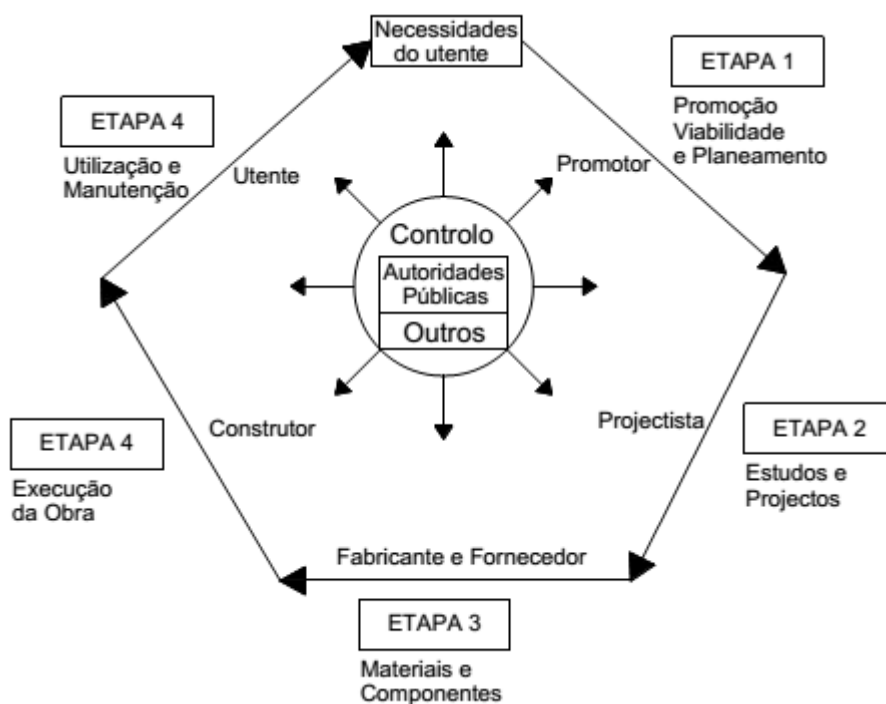 Necessidades
do utente
ETAPA 1
Promoção
Viabilidade
e Planeamento
ETAPA 4
Utilização e
Manutenção
Utente
Promotor
Controlo
Autoridades
Públicas
Outros
Construtor
Projectista
ETAPA 4
Execução
da Obra
ETAPA 2
Estudos e
Projectos
Fabricante e Fornecedor
ETAPA 3
Materiais e
Componentes